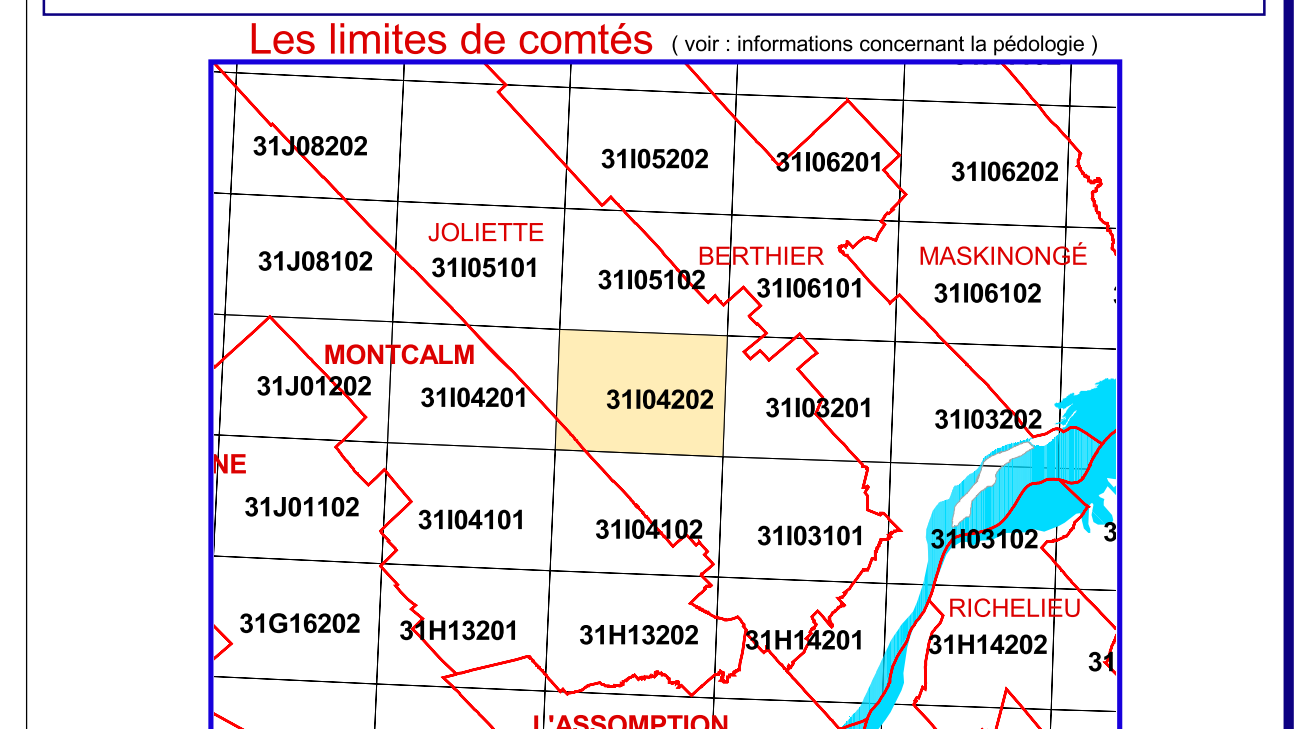 Les limites de comtés ( voir : informations concernant la pédologie )
31J08202
31I05202
31I06201
31I06202
JOLIETTE
BERTHIER
MASKINONGÉ
31J08102
31I05101
31I05102
31I06101
31I06102
MONTCALM
31J01202
31I04201
31I04202
31I03201
31I03202
NE
31J01102
31I04101
31I04102
31I03101
31I03102
3
RICHELIEU
31G16202
31H13201
31H13202
31H14201
31H14202
31
L'ASSOMPTION